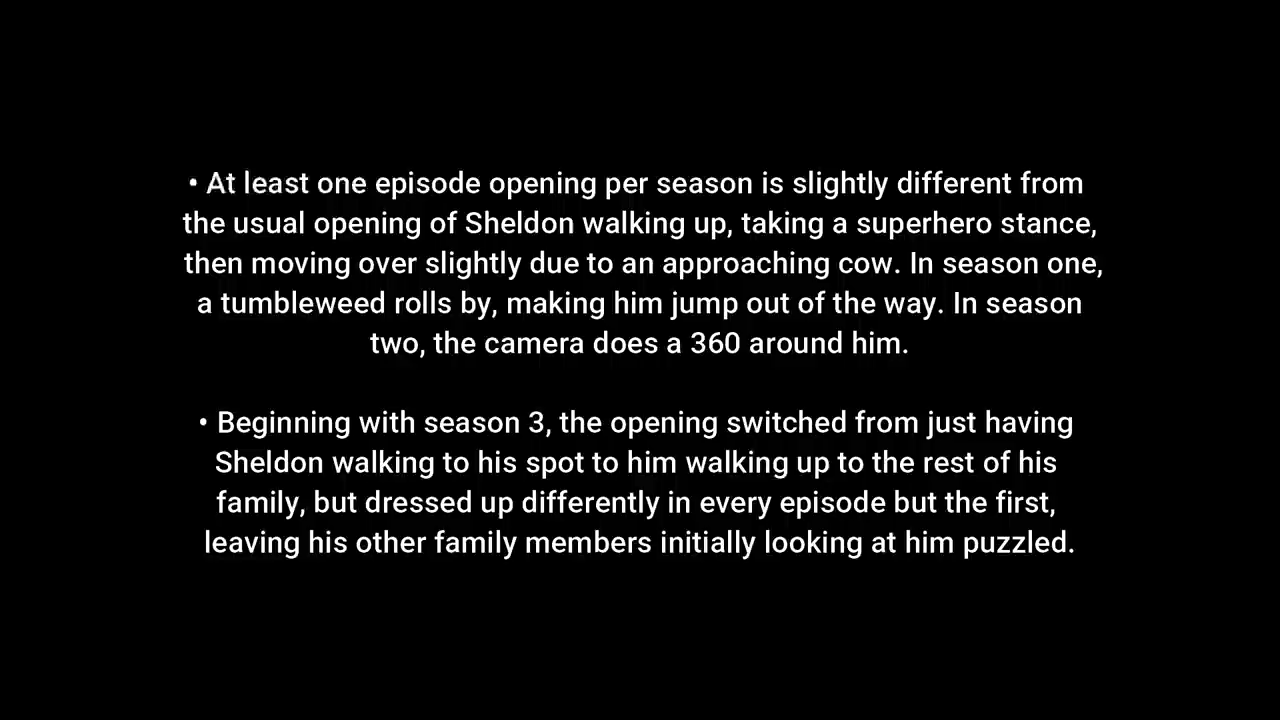 • At least one episode opening per season is slightly different from
the usual opening of Sheldon walking up, taking a superhero stance,
then moving over slightly due to an approaching cow. In season one,
a tumbleweed rolls by, making him jump out of the way. In season
two, the camera does a 360 around him.
• Beginning with season 3, the opening switched from just having
Sheldon walking to his spot to him walking up to the rest of his
family, but dressed up differently in every episode but the first,
leaving his other family members initially looking at him puzzled.